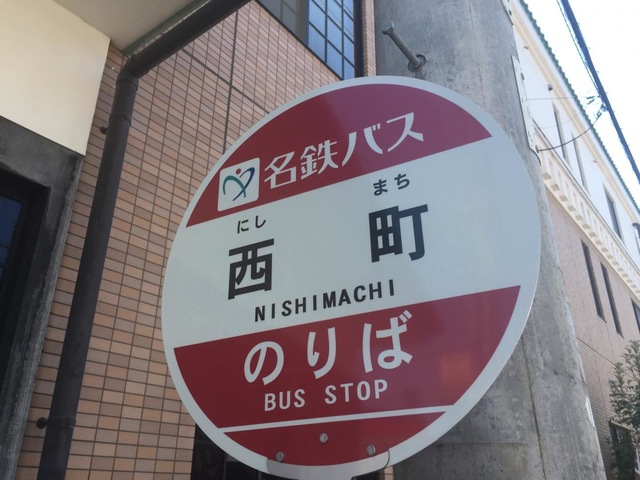 名鉄バス
にし まち
西 町
NISHIMACHI
のりば
BUS STOP